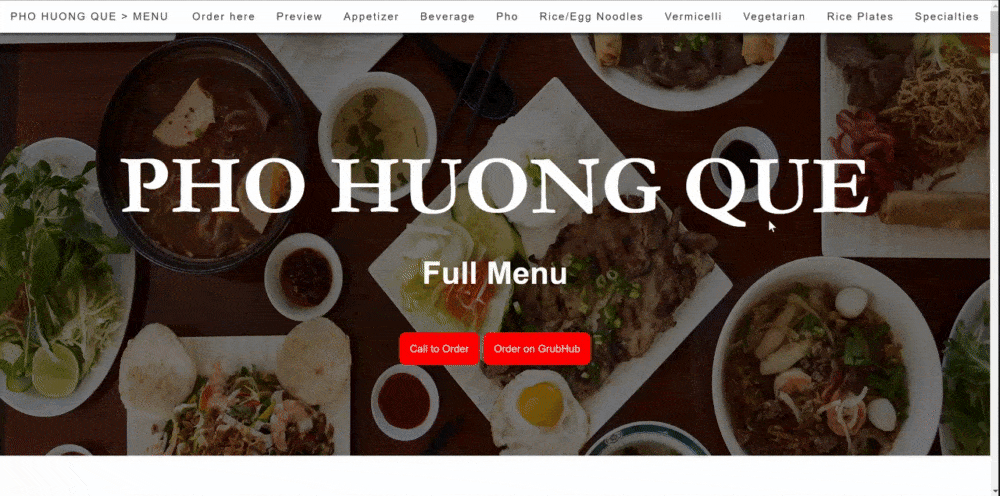 PHO HUONG QUE > MENU Order here Preview Appetizer Beverage Pho Rice/Egg Noodles Vermicelli Vegetarian Rice Plates Specialties
PHO HUONG QUE
Full Menu
Call to Order Order on GrubHub